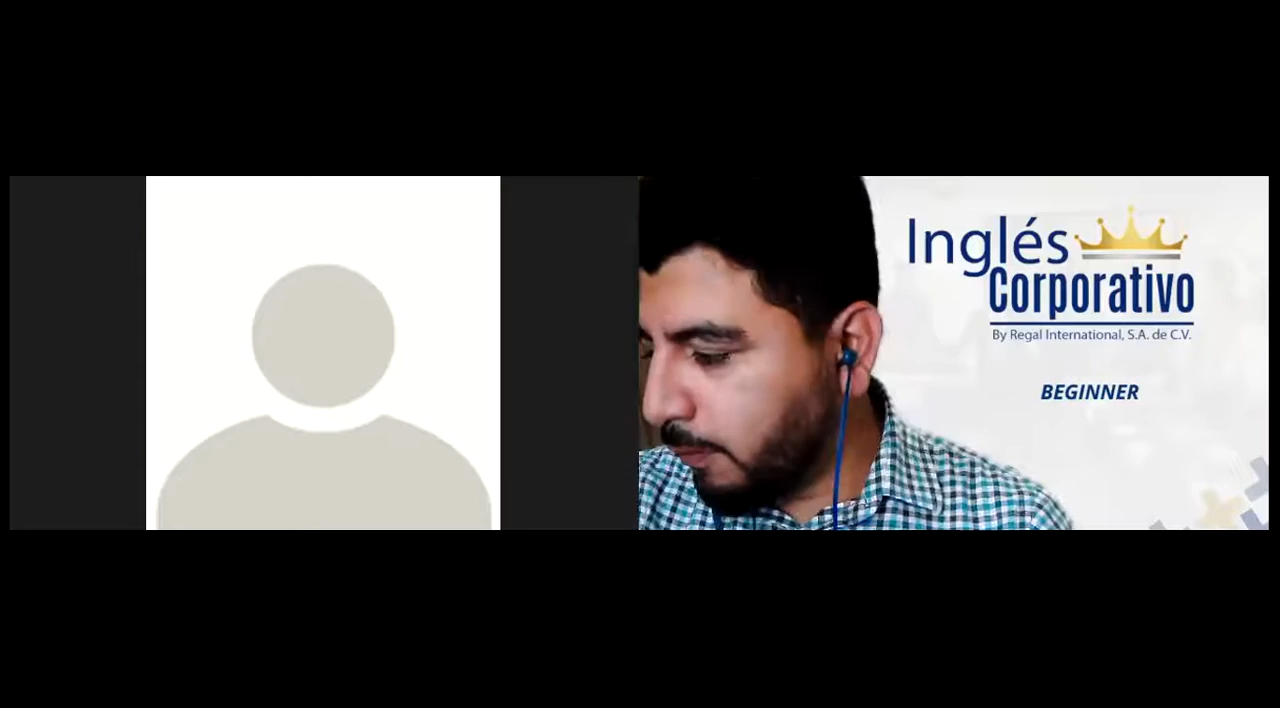 Inglés
Corporativo
By Regal International, S.A. de C.V.
BEGINNER